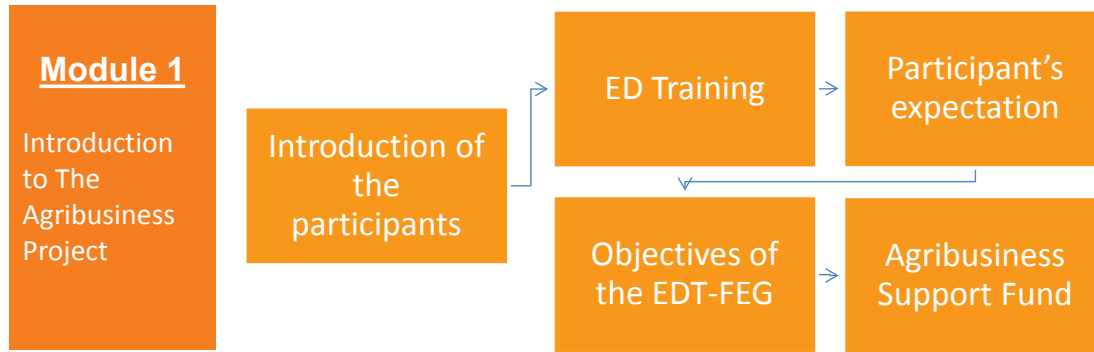 Module 1
Introduction
to The
Agribusiness
Project
Introduction of
the
participants
ED Training
Participant’s
expectation
Objectives of
the EDT-FEG
Agribusiness
Support Fund